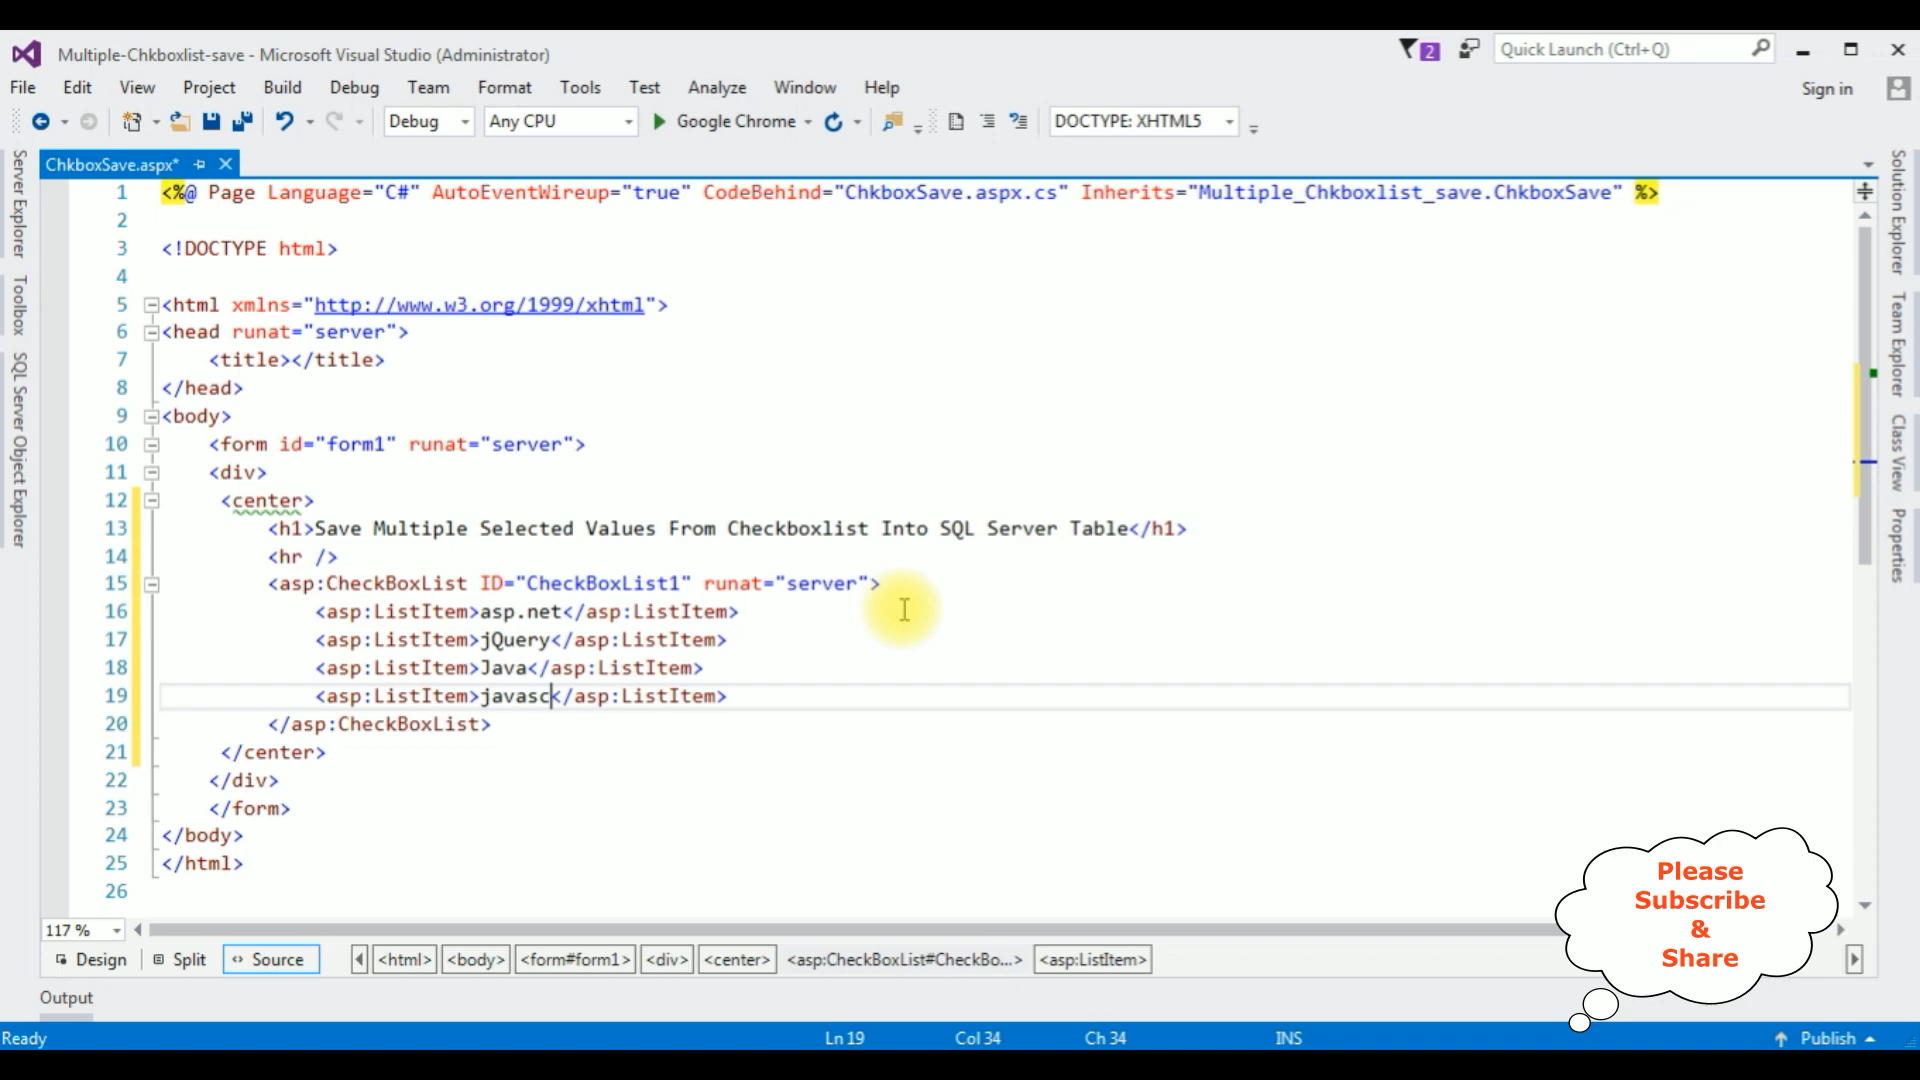 Multiple-Chkboxlist-save - Microsoft Visual Studio (Administrator)
2
Quick Launch (Ctrl+Q)
File Edit View Project Build Debug Team Format Tools Test Analyze Window Help
Sign in
Debug Any CPU Google Chrome DOCTYPE: XHTML5
ChkboxSave.aspx*
Server Explorer
Toolbox
SQL Server Object Explorer
1 <%@ Page Language="C#" AutoEventWireup="true" CodeBehind="ChkboxSave.aspx.cs" Inherits="Multiple_Chkboxlist_save.ChkboxSave" %>
2
3 <!DOCTYPE html>
4
5 <html xmlns="http://www.w3.org/1999/xhtml">
6 <head runat="server">
7 <title></title>
8 </head>
9 <body>
10 <form id="form1" runat="server">
11 <div>
12 <center>
13 <h1>Save Multiple Selected Values From Checkboxlist Into SQL Server Table</h1>
14 <hr />
15 <asp:CheckBoxList ID="CheckBoxList1" runat="server">
16 <asp:ListItem>asp.net</asp:ListItem>
17 <asp:ListItem>jQuery</asp:ListItem>
18 <asp:ListItem>Java</asp:ListItem>
19 <asp:ListItem>javasc</asp:ListItem>
20 </asp:CheckBoxList>
21 </center>
22 </div>
23 </form>
24 </body>
25 </html>
26
Solution Explorer
Team Explorer
Class View
Properties
Please
Subscribe
&
Share
117 %
Design Split Source <html> <body> <form#form1> <div> <center> <asp:CheckBoxList#CheckBo...> <asp:ListItem>
Output
Ready Ln 19 Col 34 Ch 34 INS Publish